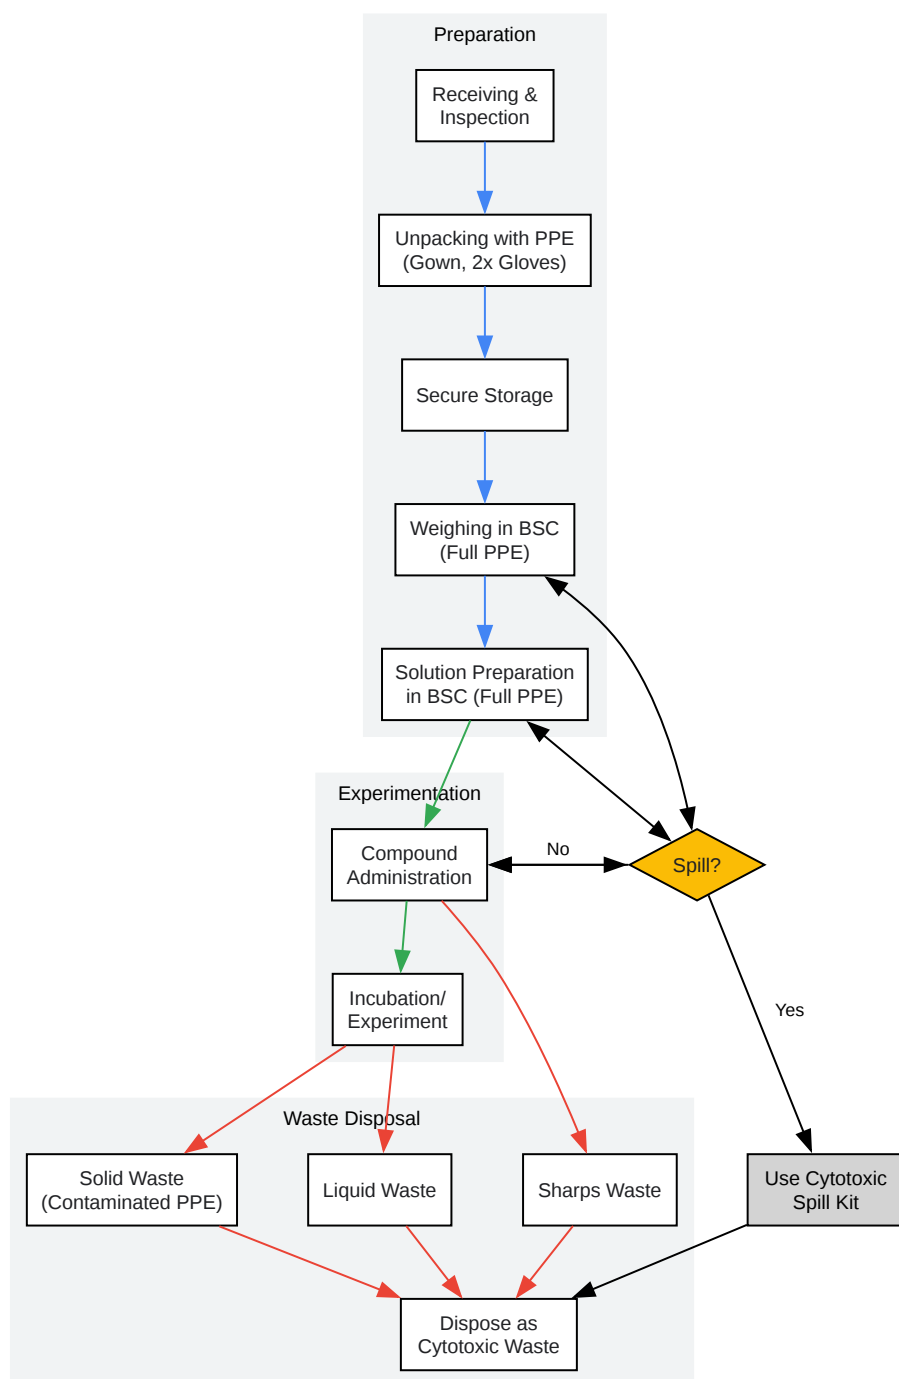 Preparation
Receiving &
Inspection
Unpacking with PPE
(Gown, 2x Gloves)
Secure Storage
Weighing in BSC
(Full PPE)
Solution Preparation
in BSC (Full PPE)
Experimentation
Compound
Administration
No
Spill?
Incubation/
Experiment
Yes
Waste Disposal
Solid Waste
(Contaminated PPE)
Liquid Waste
Sharps Waste
Use Cytotoxic
Spill Kit
Dispose as
Cytotoxic Waste